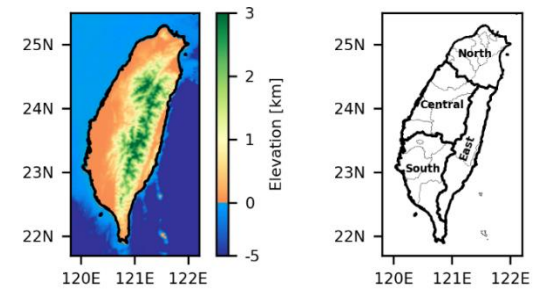 25N
24N
23N
22N
120E 121E 122E
3
2
1
0
-5
Elevation [km]
25N
24N
23N
22N
120E 121E 122E
North
Central
East
South